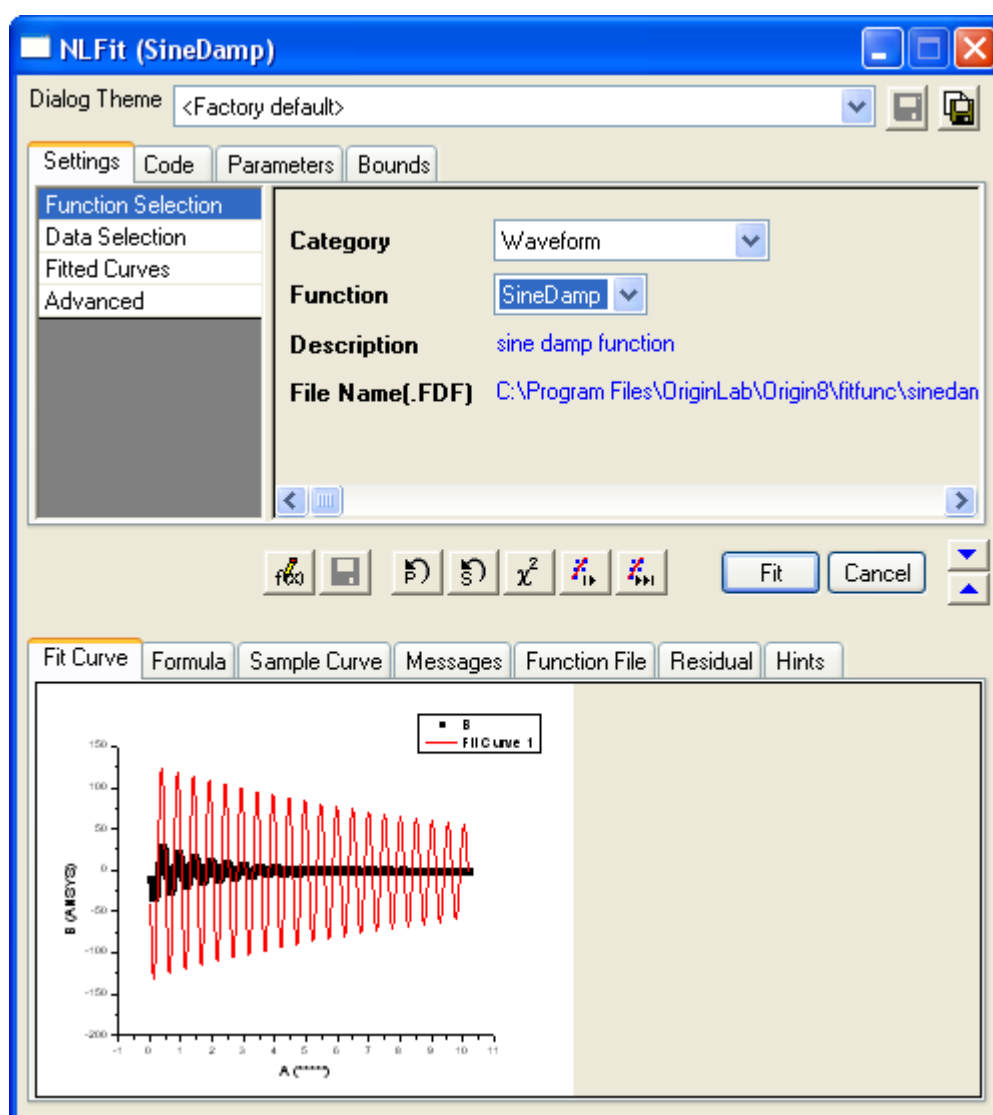 NLFit (SineDamp)
Dialog Theme <Factory default>
Settings Code Parameters Bounds
Function Selection
Data Selection
Fitted Curves
Advanced
Category Waveform
Function SineDamp
Description sine damp function
File Name(.FDF) C:\Program Files\OriginLab\Origin8\fitfunc\sinedam
f(x) P S χ² Fit Cancel
Fit Curve Formula Sample Curve Messages Function File Residual Hints
B
Fit Curve 1
150
100
50
0
-50
-100
-150
-200
B (ANSYS)
-1 0 1 2 3 4 5 6 7 8 9 10 11
A (****)